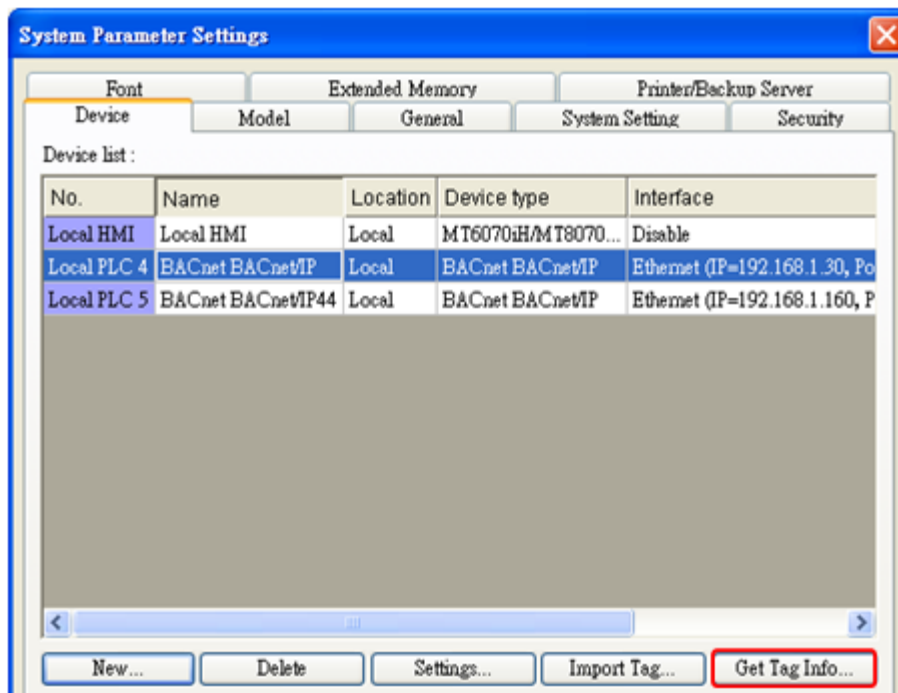 System Parameter Settings
Font Extended Memory Printer/Backup Server
Device Model General System Setting Security
Device list :
No. Name Location Device type Interface
Local HMI Local HMI Local MT6070iH/MT8070... Disable
Local PLC 4 BACnet BACnet/IP Local BACnet BACnet/IP Ethernet (IP=192.168.1.30, Po
Local PLC 5 BACnet BACnet/IP44 Local BACnet BACnet/IP Ethernet (IP=192.168.1.160, P
New... Delete Settings... Import Tag... Get Tag Info...